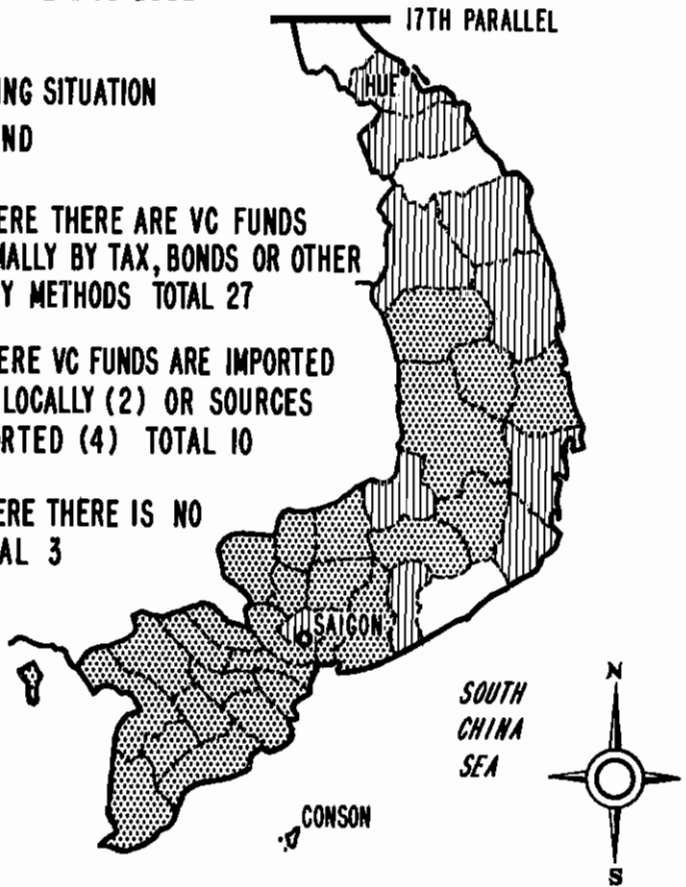 17TH PARALLEL
HUE
NG SITUATION
ND
ERE THERE ARE VC FUNDS
MALLY BY TAX, BONDS OR OTHER
Y METHODS TOTAL 27
ERE VC FUNDS ARE IMPORTED
LOCALLY (2) OR SOURCES
RTED (4) TOTAL 10
ERE THERE IS NO
AL 3
SAIGON
SOUTH
CHINA
SEA
CONSON
N
S